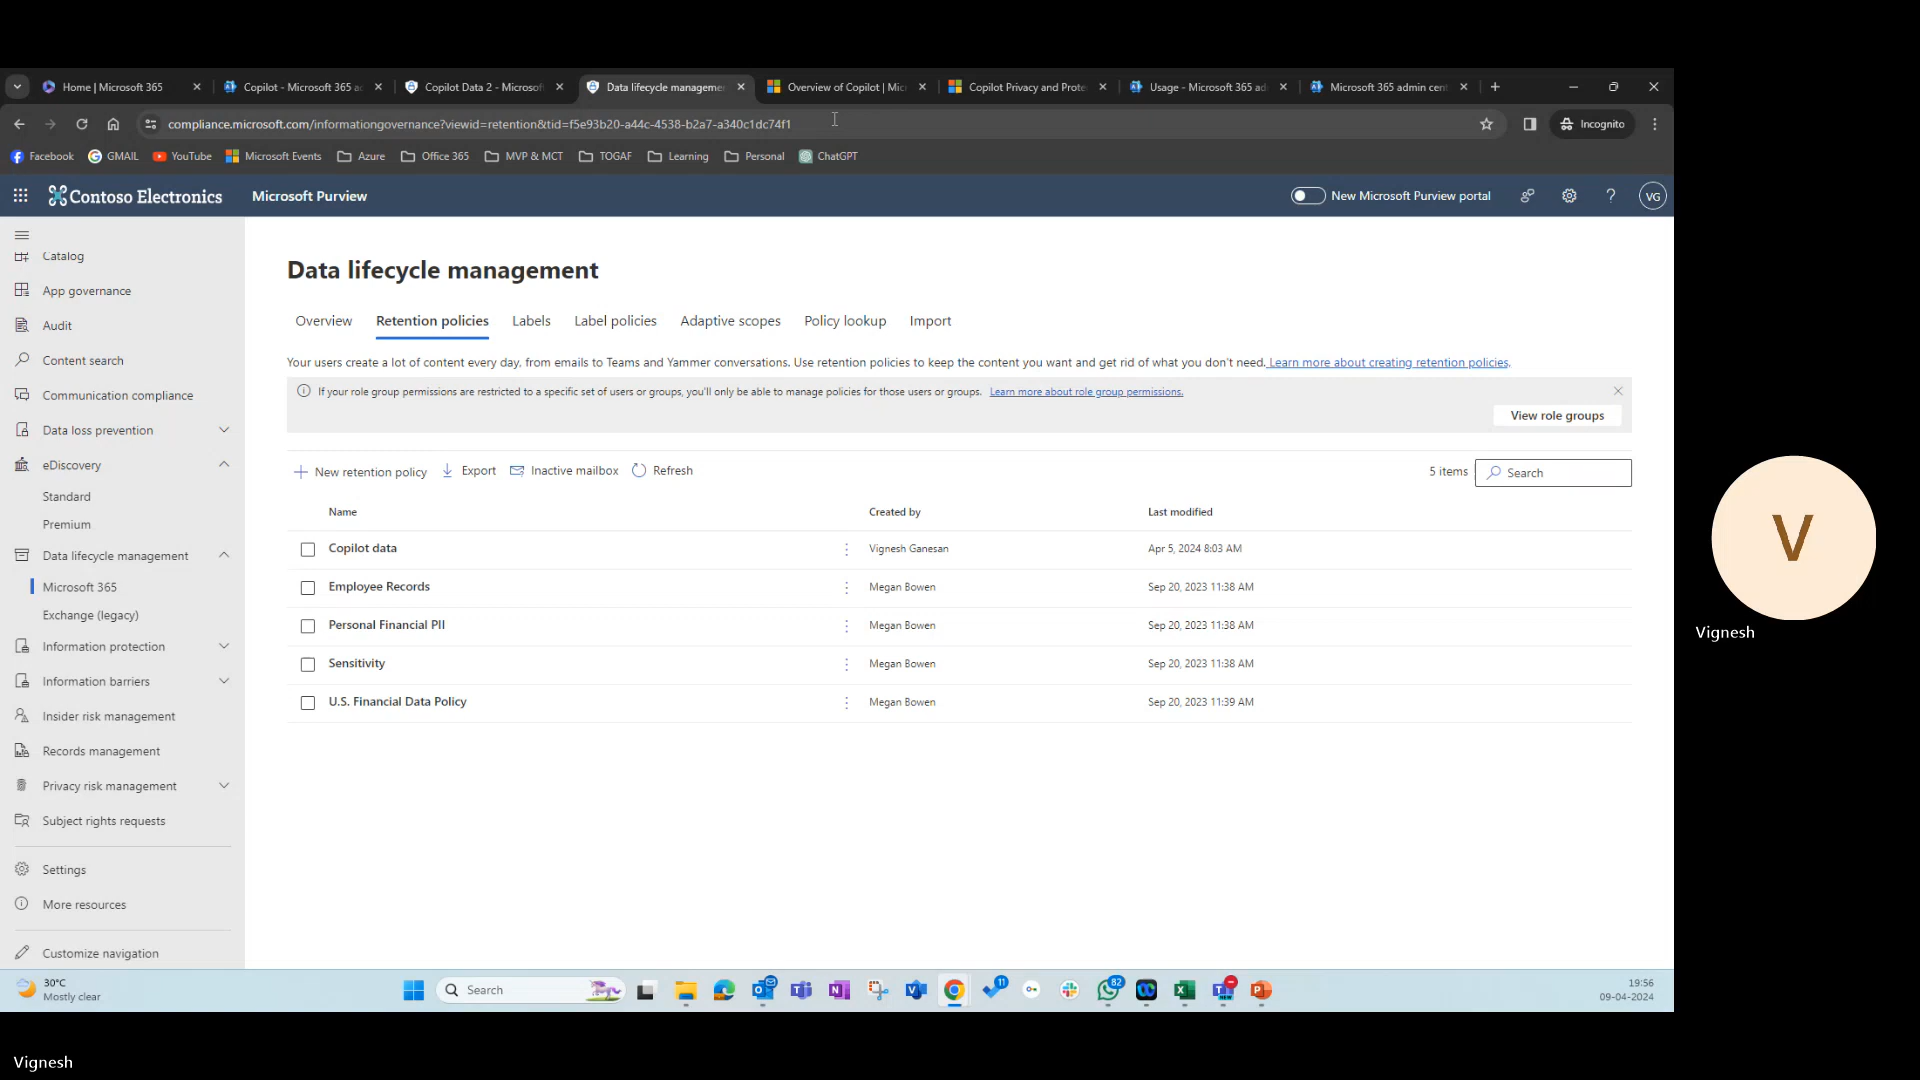 Home | Microsoft 365
Copilot - Microsoft 365 ac
Copilot Data 2 - Microsof
Data lifecycle managemen
Overview of Copilot | Mic
Copilot Privacy and Prote
Usage - Microsoft 365 ad
Microsoft 365 admin cent
compliance.microsoft.com/informationgovernance?viewid=retention&tid=f5e93b20-a44c-4538-b2a7-a340c1dc74f1
Incognito
Facebook
GMAIL
YouTube
Microsoft Events
Azure
Office 365
MVP & MCT
TOGAF
Learning
Personal
ChatGPT
Contoso Electronics
Microsoft Purview
New Microsoft Purview portal
VG
Catalog
App governance
Audit
Content search
Communication compliance
Data loss prevention
eDiscovery
Standard
Premium
Data lifecycle management
Microsoft 365
Exchange (legacy)
Information protection
Information barriers
Insider risk management
Records management
Privacy risk management
Subject rights requests
Settings
More resources
Customize navigation
Data lifecycle management
Overview Retention policies Labels Label policies Adaptive scopes Policy lookup Import
Your users create a lot of content every day, from emails to Teams and Yammer conversations. Use retention policies to keep the content you want and get rid of what you don't need. Learn more about creating retention policies.
If your role group permissions are restricted to a specific set of users or groups, you'll only be able to manage policies for those users or groups. Learn more about role group permissions.
View role groups
New retention policy Export Inactive mailbox Refresh 5 items Search
Name Created by Last modified
Copilot data Vignesh Ganesan Apr 5, 2024 8:03 AM
Employee Records Megan Bowen Sep 20, 2023 11:38 AM
Personal Financial PII Megan Bowen Sep 20, 2023 11:38 AM
Sensitivity Megan Bowen Sep 20, 2023 11:38 AM
U.S. Financial Data Policy Megan Bowen Sep 20, 2023 11:39 AM
V
Vignesh
30°C
Mostly clear
Search
11
82
NEW
19:56
09-04-2024
Vignesh